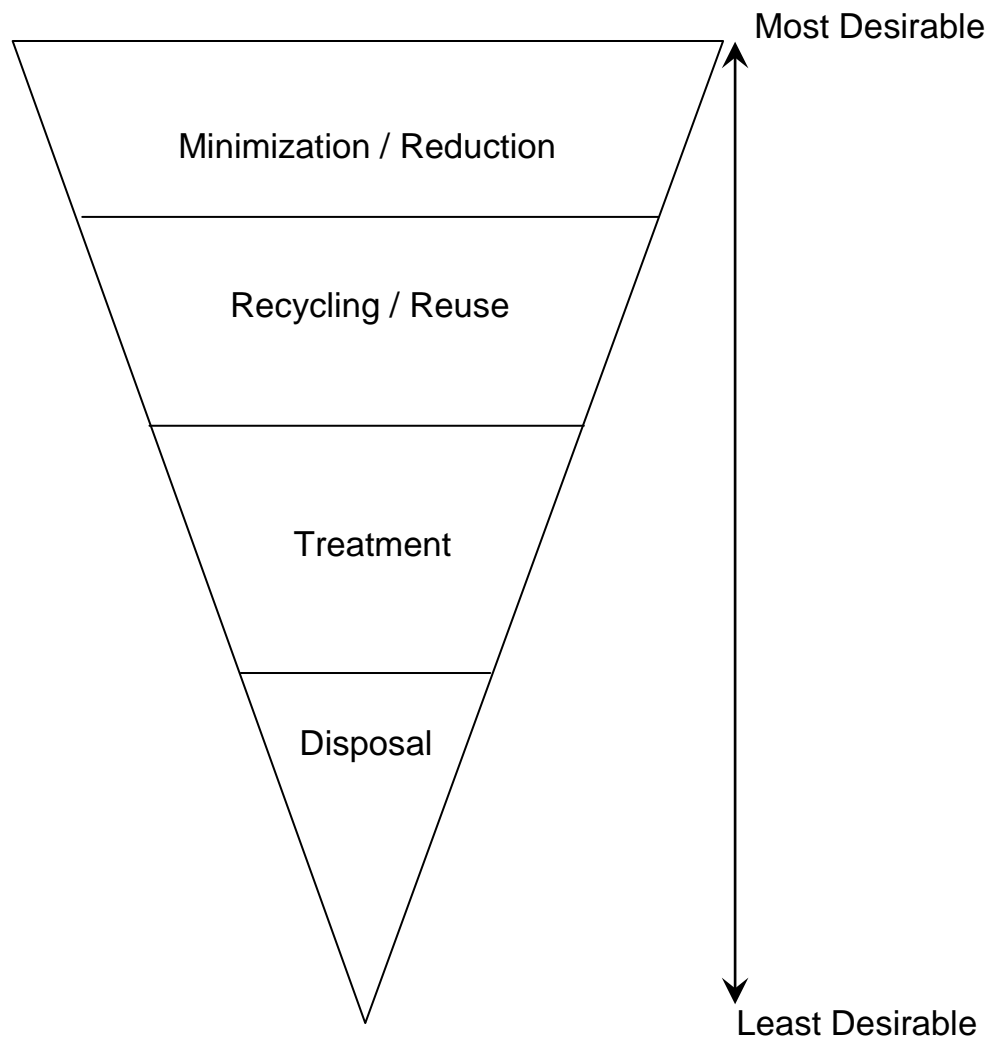 Most Desirable
Minimization / Reduction
Recycling / Reuse
Treatment
Disposal
Least Desirable